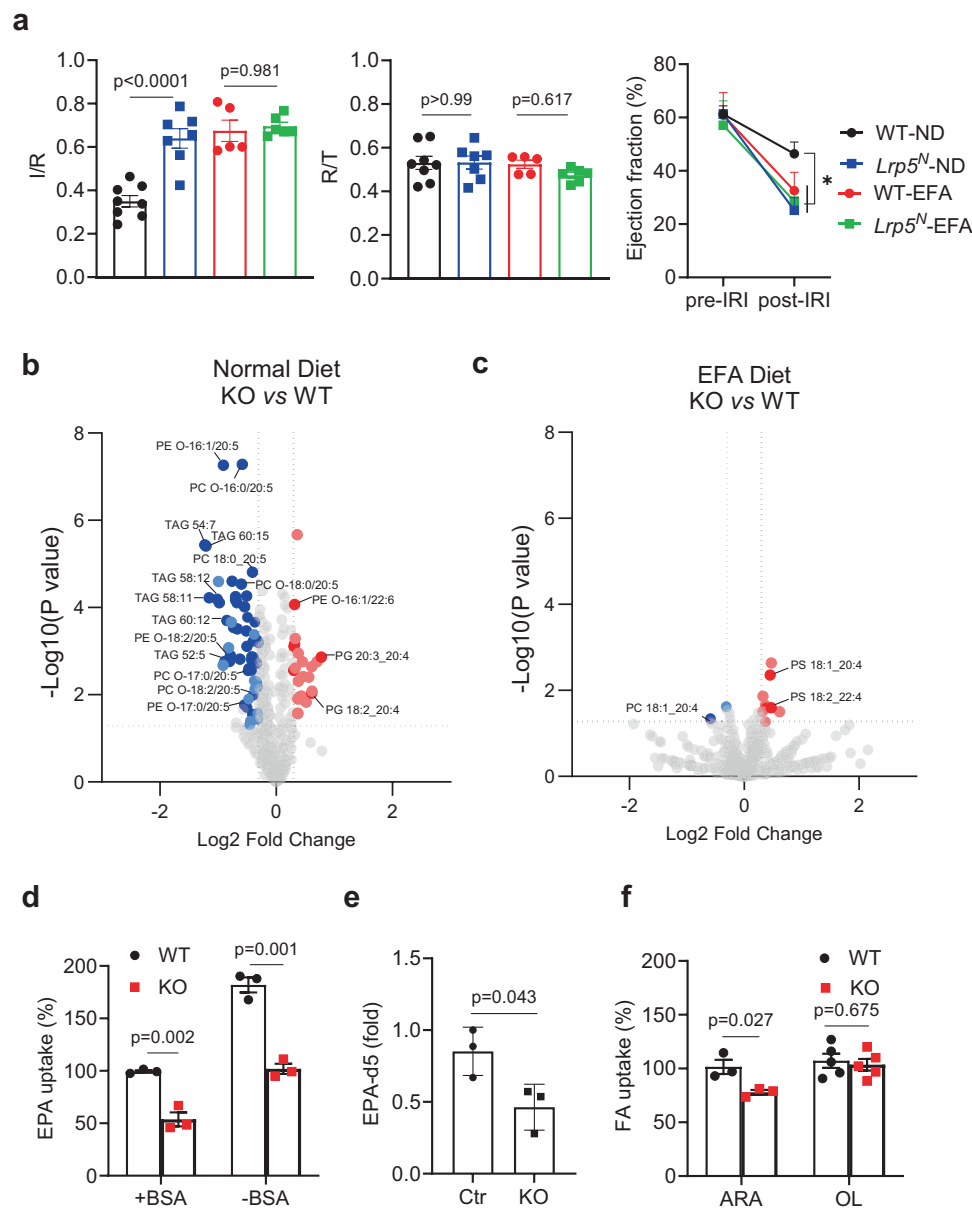 a
1.0
0.8
0.6
0.4
0.2
0.0
I/R
p<0.0001
p=0.981
1.0
0.8
0.6
0.4
0.2
0.0
R/T
p>0.99
p=0.617
80
60
40
20
0
Ejection fraction (%)
pre-IRI post-IRI
*
WT-ND
Lrp5N-ND
WT-EFA
Lrp5N-EFA
b
Normal Diet
KO vs WT
8
6
4
2
0
-Log10(P value)
PE O-16:1/20:5
PC O-16:0/20:5
TAG 54:7
TAG 60:15
PC 18:0_20:5
TAG 58:12
PC O-18:0/20:5
TAG 58:11
PE O-16:1/22:6
TAG 60:12
PE O-18:2/20:5
TAG 52:5
PG 20:3_20:4
PC O-17:0/20:5
PC O-18:2/20:5
PE O-17:0/20:5
PG 18:2_20:4
-2 0 2
Log2 Fold Change
c
EFA Diet
KO vs WT
8
6
4
2
0
-Log10(P value)
PS 18:1_20:4
PS 18:2_22:4
PC 18:1_20:4
-2 0 2
Log2 Fold Change
d
WT
KO
200
150
100
50
0
EPA uptake (%)
p=0.002
p=0.001
+BSA -BSA
e
1.5
1.0
0.5
0.0
EPA-d5 (fold)
p=0.043
Ctr KO
f
WT
KO
200
150
100
50
0
FA uptake (%)
p=0.027
p=0.675
ARA OL